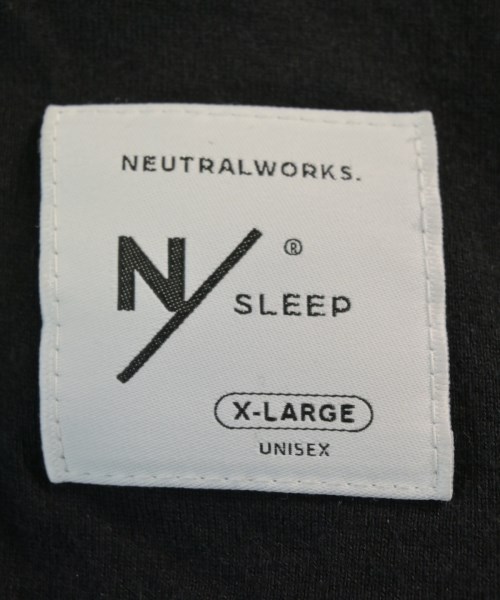 NEUTRALWORKS.
N/ ®
SLEEP
X-LARGE
UNISEX